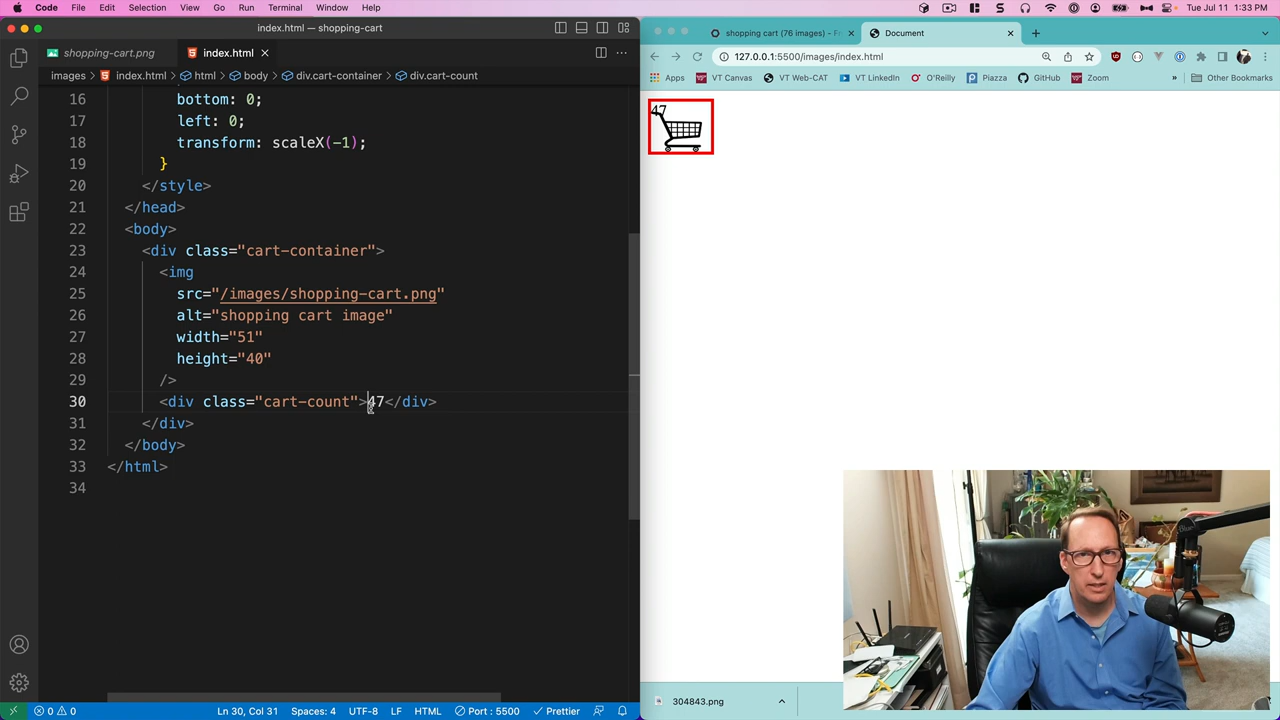 Code File Edit Selection View Go Run Terminal Window Help Tue Jul 11 1:33 PM
index.html — shopping-cart
shopping-cart.png index.html
images > index.html > html > body > div.cart-container > div.cart-count
16 bottom: 0;
17 left: 0;
18 transform: scaleX(-1);
19 }
20 </style>
21 </head>
22 <body>
23 <div class="cart-container">
24 <img
25 src="/images/shopping-cart.png"
26 alt="shopping cart image"
27 width="51"
28 height="40"
29 />
30 <div class="cart-count">47</div>
31 </div>
32 </body>
33 </html>
34
0 0 Ln 30, Col 31 Spaces: 4 UTF-8 LF HTML Port : 5500 Prettier
shopping cart (76 images) - F Document
127.0.0.1:5500/images/index.html
Apps VT Canvas VT Web-CAT VT LinkedIn O'Reilly Piazza GitHub Zoom » Other Bookmarks
47
304843.png
Blue